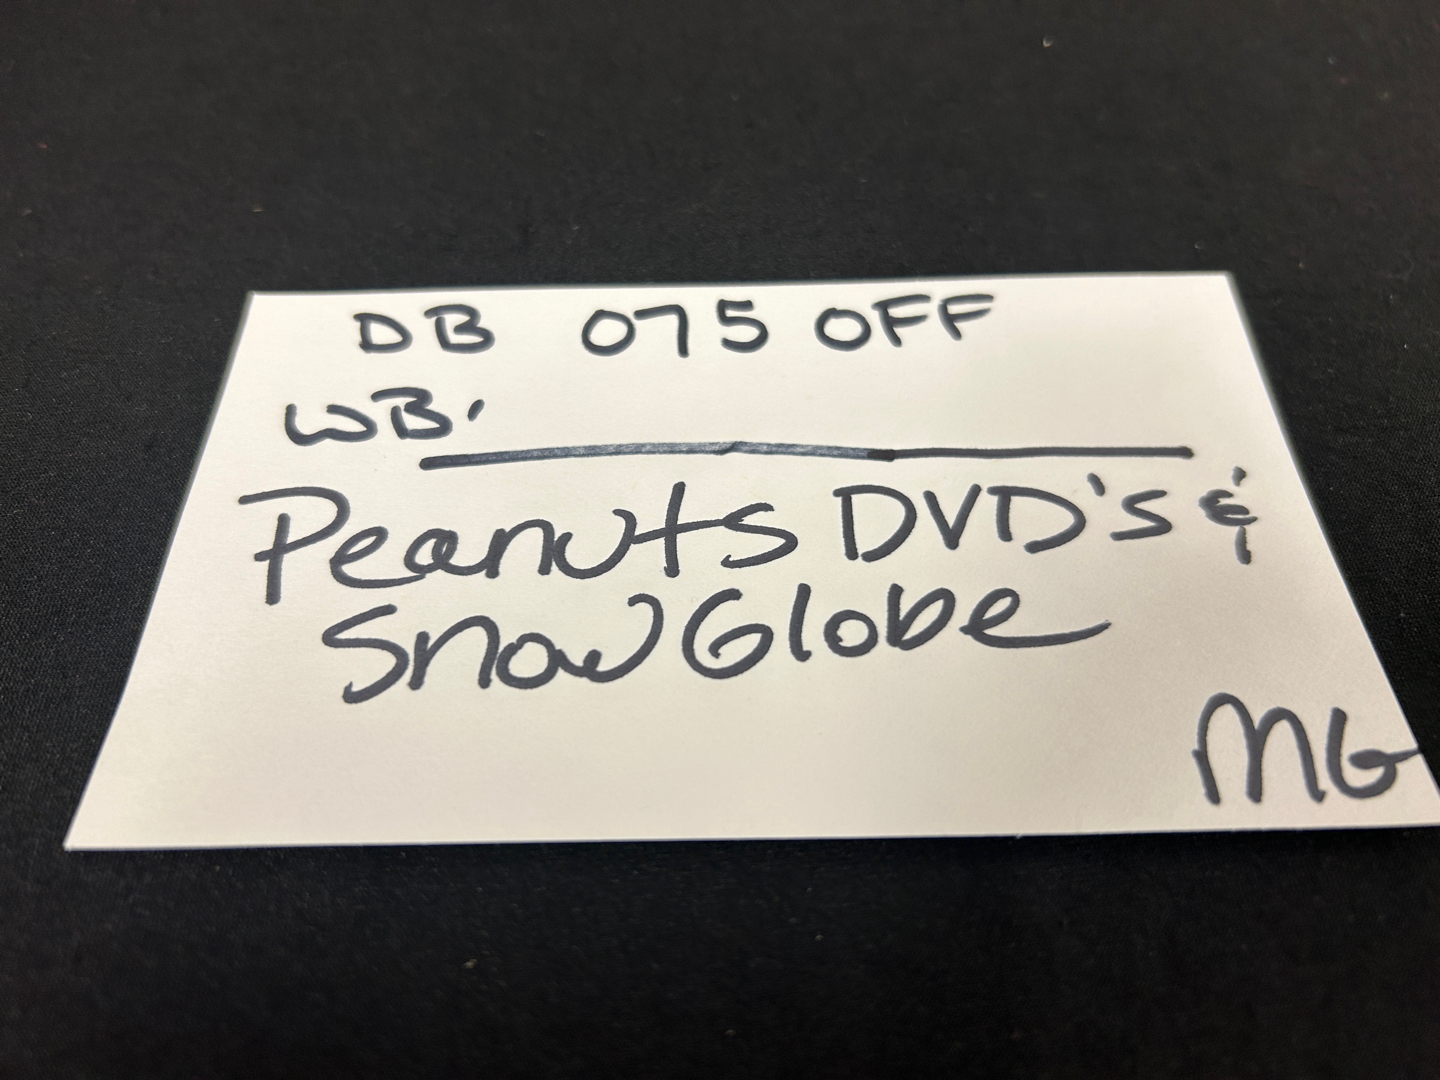 DB 075 OFF
WB.
Peanuts DVD's &
Snow Globe
MG